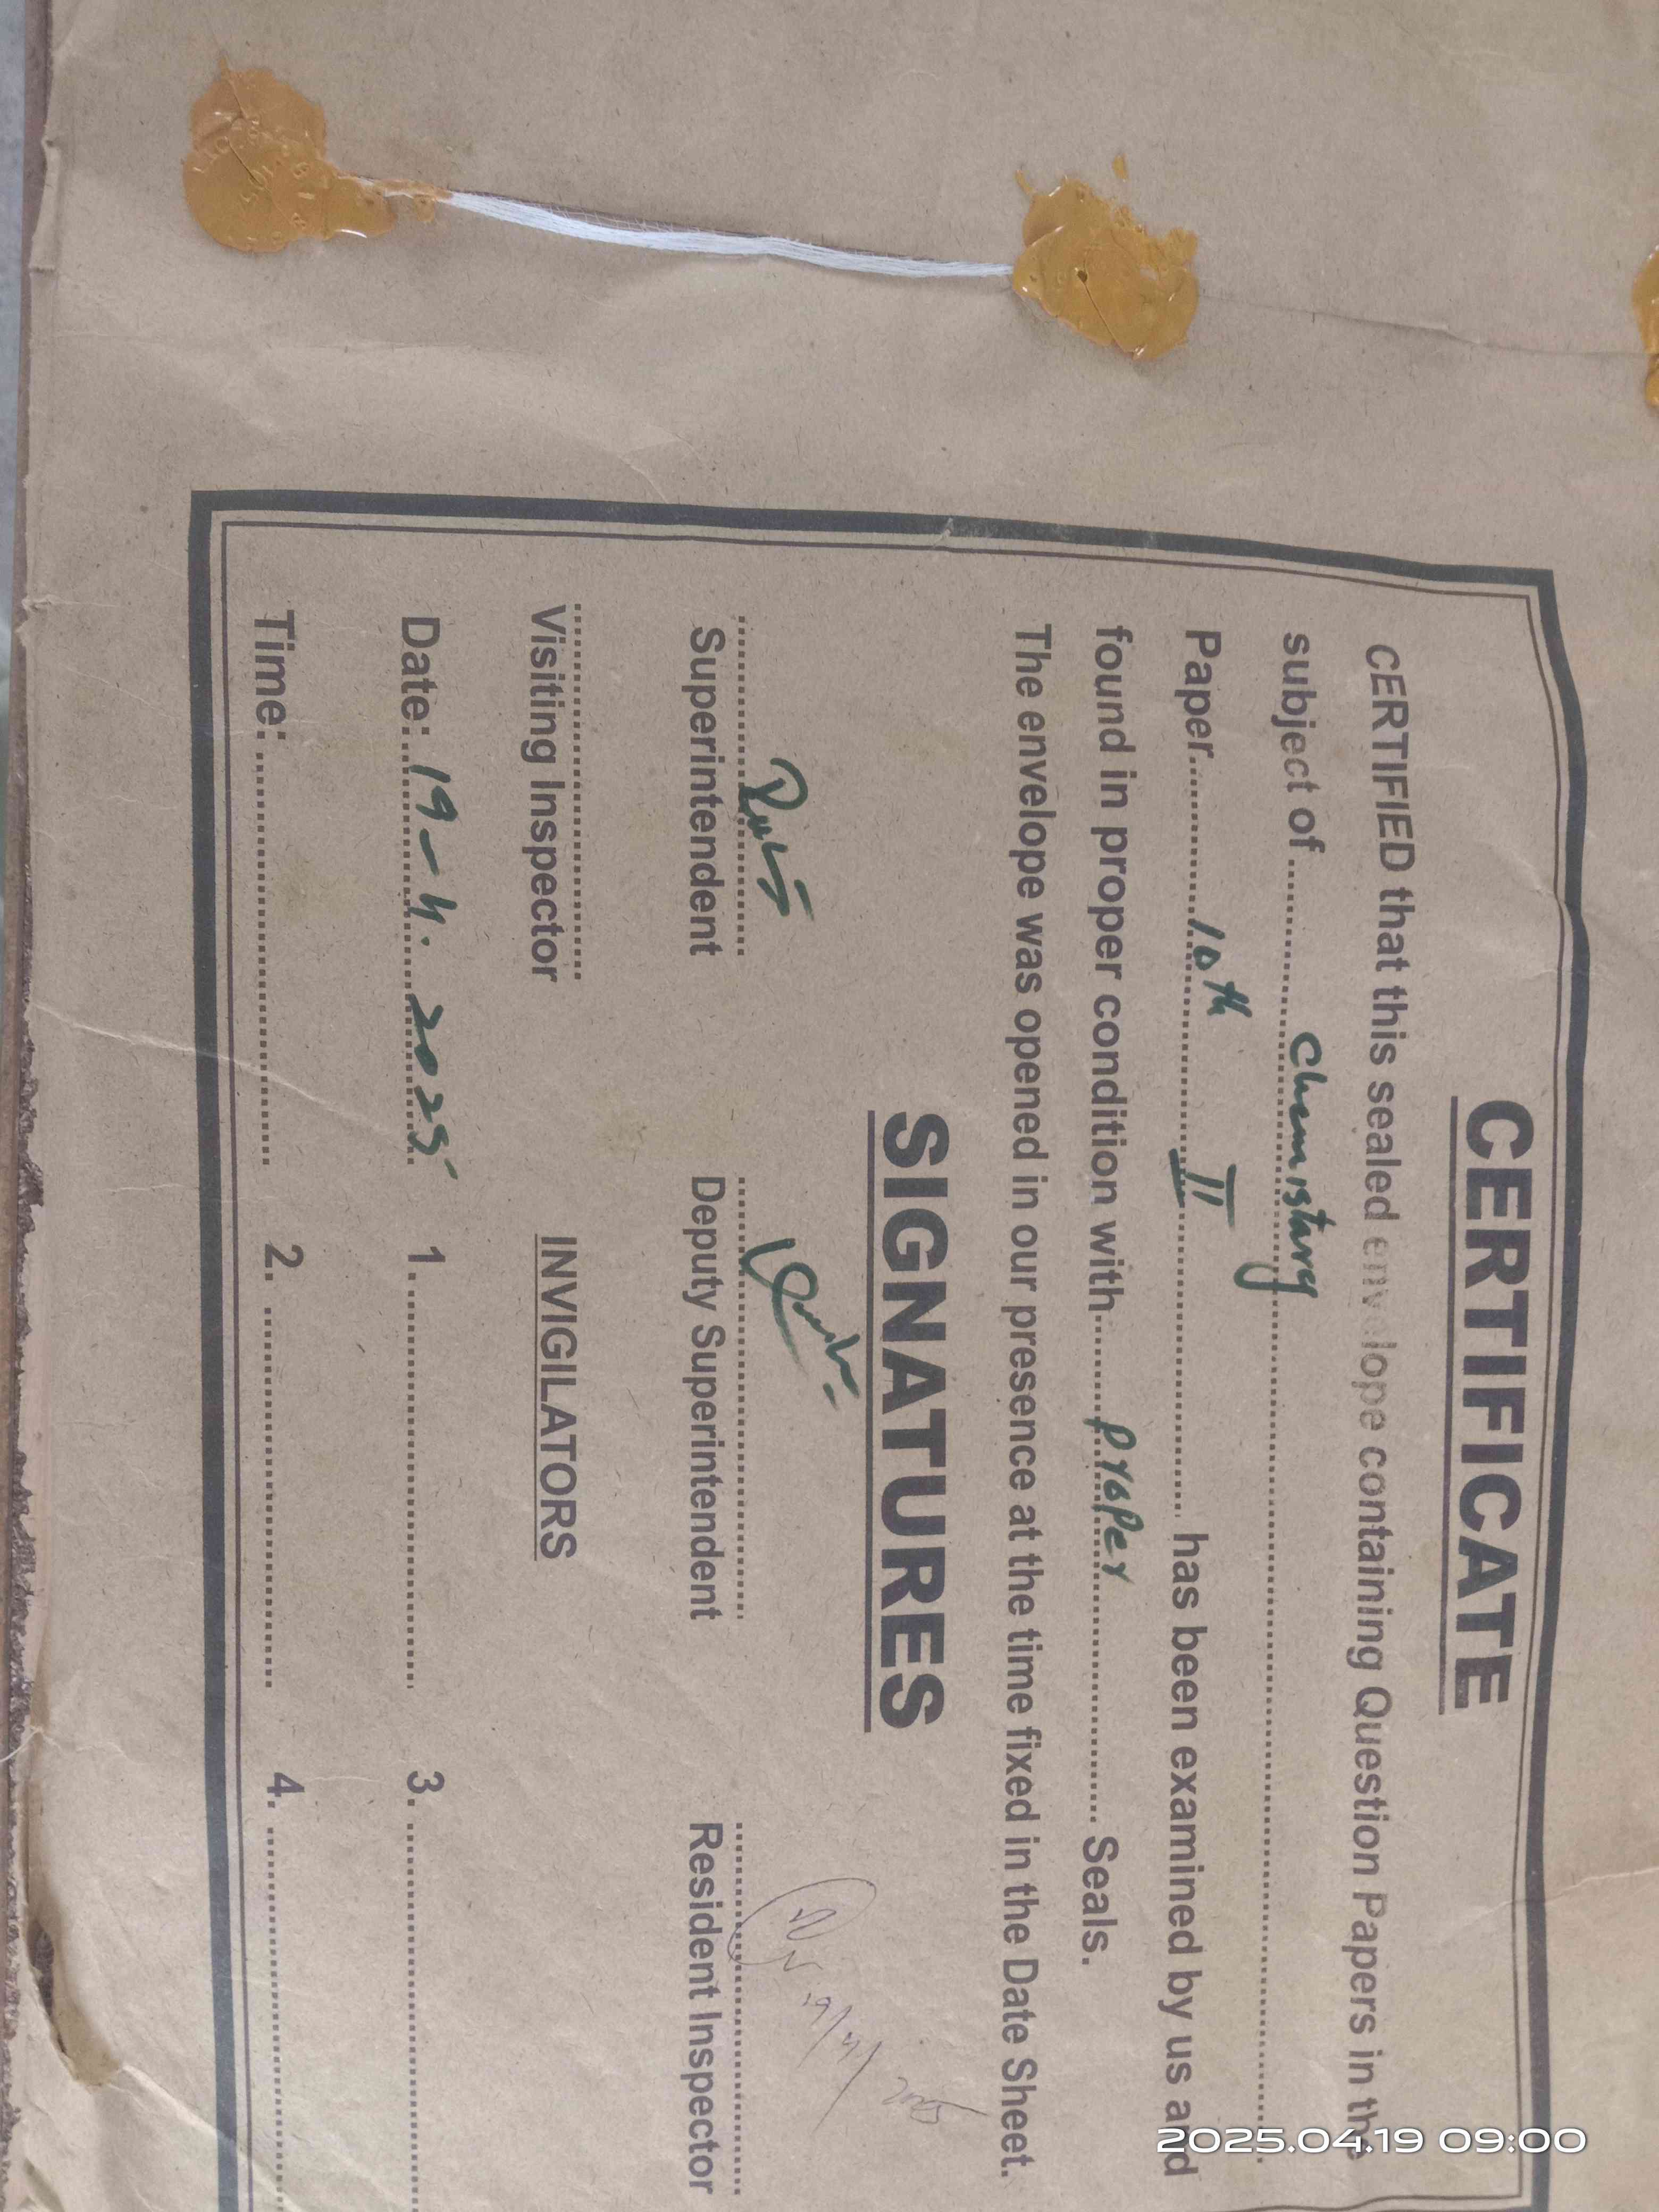 CERTIFICATE
CERTIFIED that this sealed envelope containing Question Papers in the
subject of .......... Chemistry ..........
Paper.......... 10th II .......... has been examined by us and
found in proper condition with.......... proper .......... Seals.
The envelope was opened in our presence at the time fixed in the Date Sheet.
SIGNATURES
19/4/2025
Superintendent Deputy Superintendent Resident Inspector
Visiting Inspector INVIGILATORS
Date: 19-4.2025 1. .......... 3. ..........
Time: .......... 2. .......... 4. ..........
2025.04.19 09:00